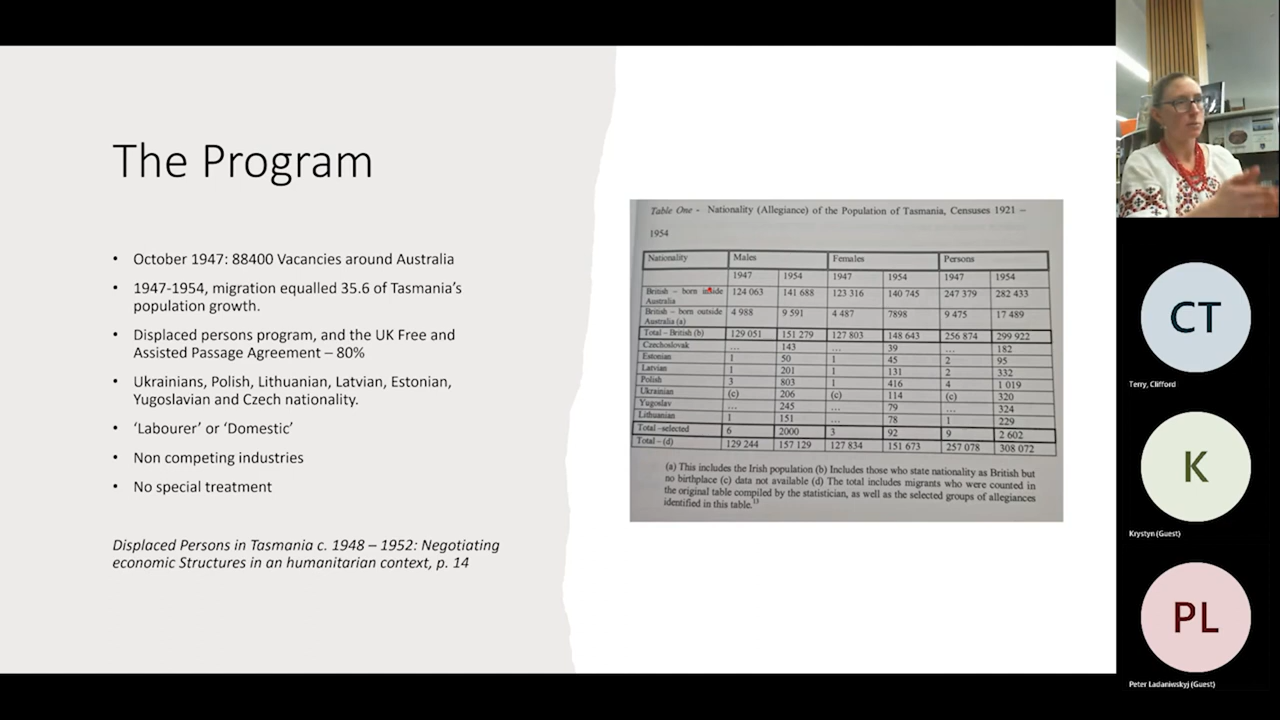 The Program
• October 1947: 88400 Vacancies around Australia
• 1947-1954, migration equalled 35.6 of Tasmania's
population growth.
• Displaced persons program, and the UK Free and
Assisted Passage Agreement – 80%
• Ukrainians, Polish, Lithuanian, Latvian, Estonian,
Yugoslavian and Czech nationality.
• 'Labourer' or 'Domestic'
• Non competing industries
• No special treatment
Displaced Persons in Tasmania c. 1948 – 1952: Negotiating
economic Structures in an humanitarian context, p. 14
Table One - Nationality (Allegiance) of the Population of Tasmania, Censuses 1921 –
1954
Nationality Males Females Persons
1947 1954 1947 1954 1947 1954
British – born inside Australia 124 063 141 688 123 316 140 745 247 379 282 433
British – born outside Australia (a) 4 988 9 591 4 487 7898 9 475 17 489
Total – British (b) 129 051 151 279 127 803 148 643 256 874 299 922
Czechoslovak ... 143 ... 39 ... 182
Estonian 1 50 1 45 2 95
Latvian 1 201 1 131 2 332
Polish 3 803 1 416 4 1 019
Ukrainian (c) 206 (c) 114 (c) 320
Yugoslav ... 245 ... 79 ... 324
Lithuanian 1 151 ... 78 1 229
Total –selected 6 2000 3 92 9 2 602
Total – (d) 129 244 157 129 127 834 151 673 257 078 308 072
(a) This includes the Irish population (b) Includes those who state nationality as British but
no birthplace (c) data not available (d) The total includes migrants who were counted in
the original table compiled by the statistician, as well as the selected groups of allegiances
identified in this table.13
CT
Terry, Clifford
K
Krystyn (Guest)
PL
Peter Ladaniwskyj (Guest)